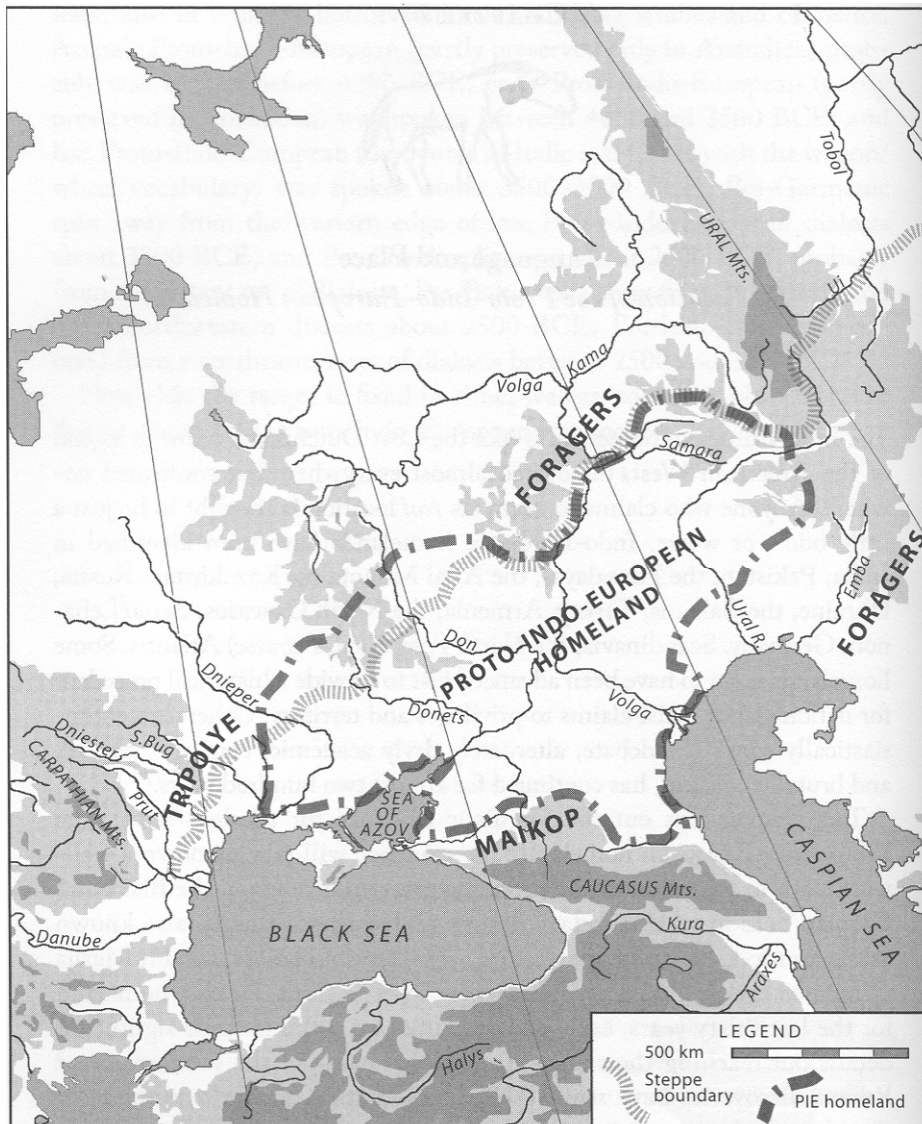 Tobol
URAL Mts.
Ui
Kama
Volga
FORAGERS
Samara
PROTO-INDO-EUROPEAN
HOMELAND
Emba
FORAGERS
Ural R.
Don
Dnieper
Donets
Volga
Dniester
S.Bug
TRIPOLYE
CARPATHIAN Mts.
Prut
SEA
OF
AZOV
MAIKOP
CASPIAN SEA
CAUCASUS Mts.
Danube
BLACK SEA
Kura
Araxes
Halys
LEGEND
500 km
Steppe
boundary
PIE homeland